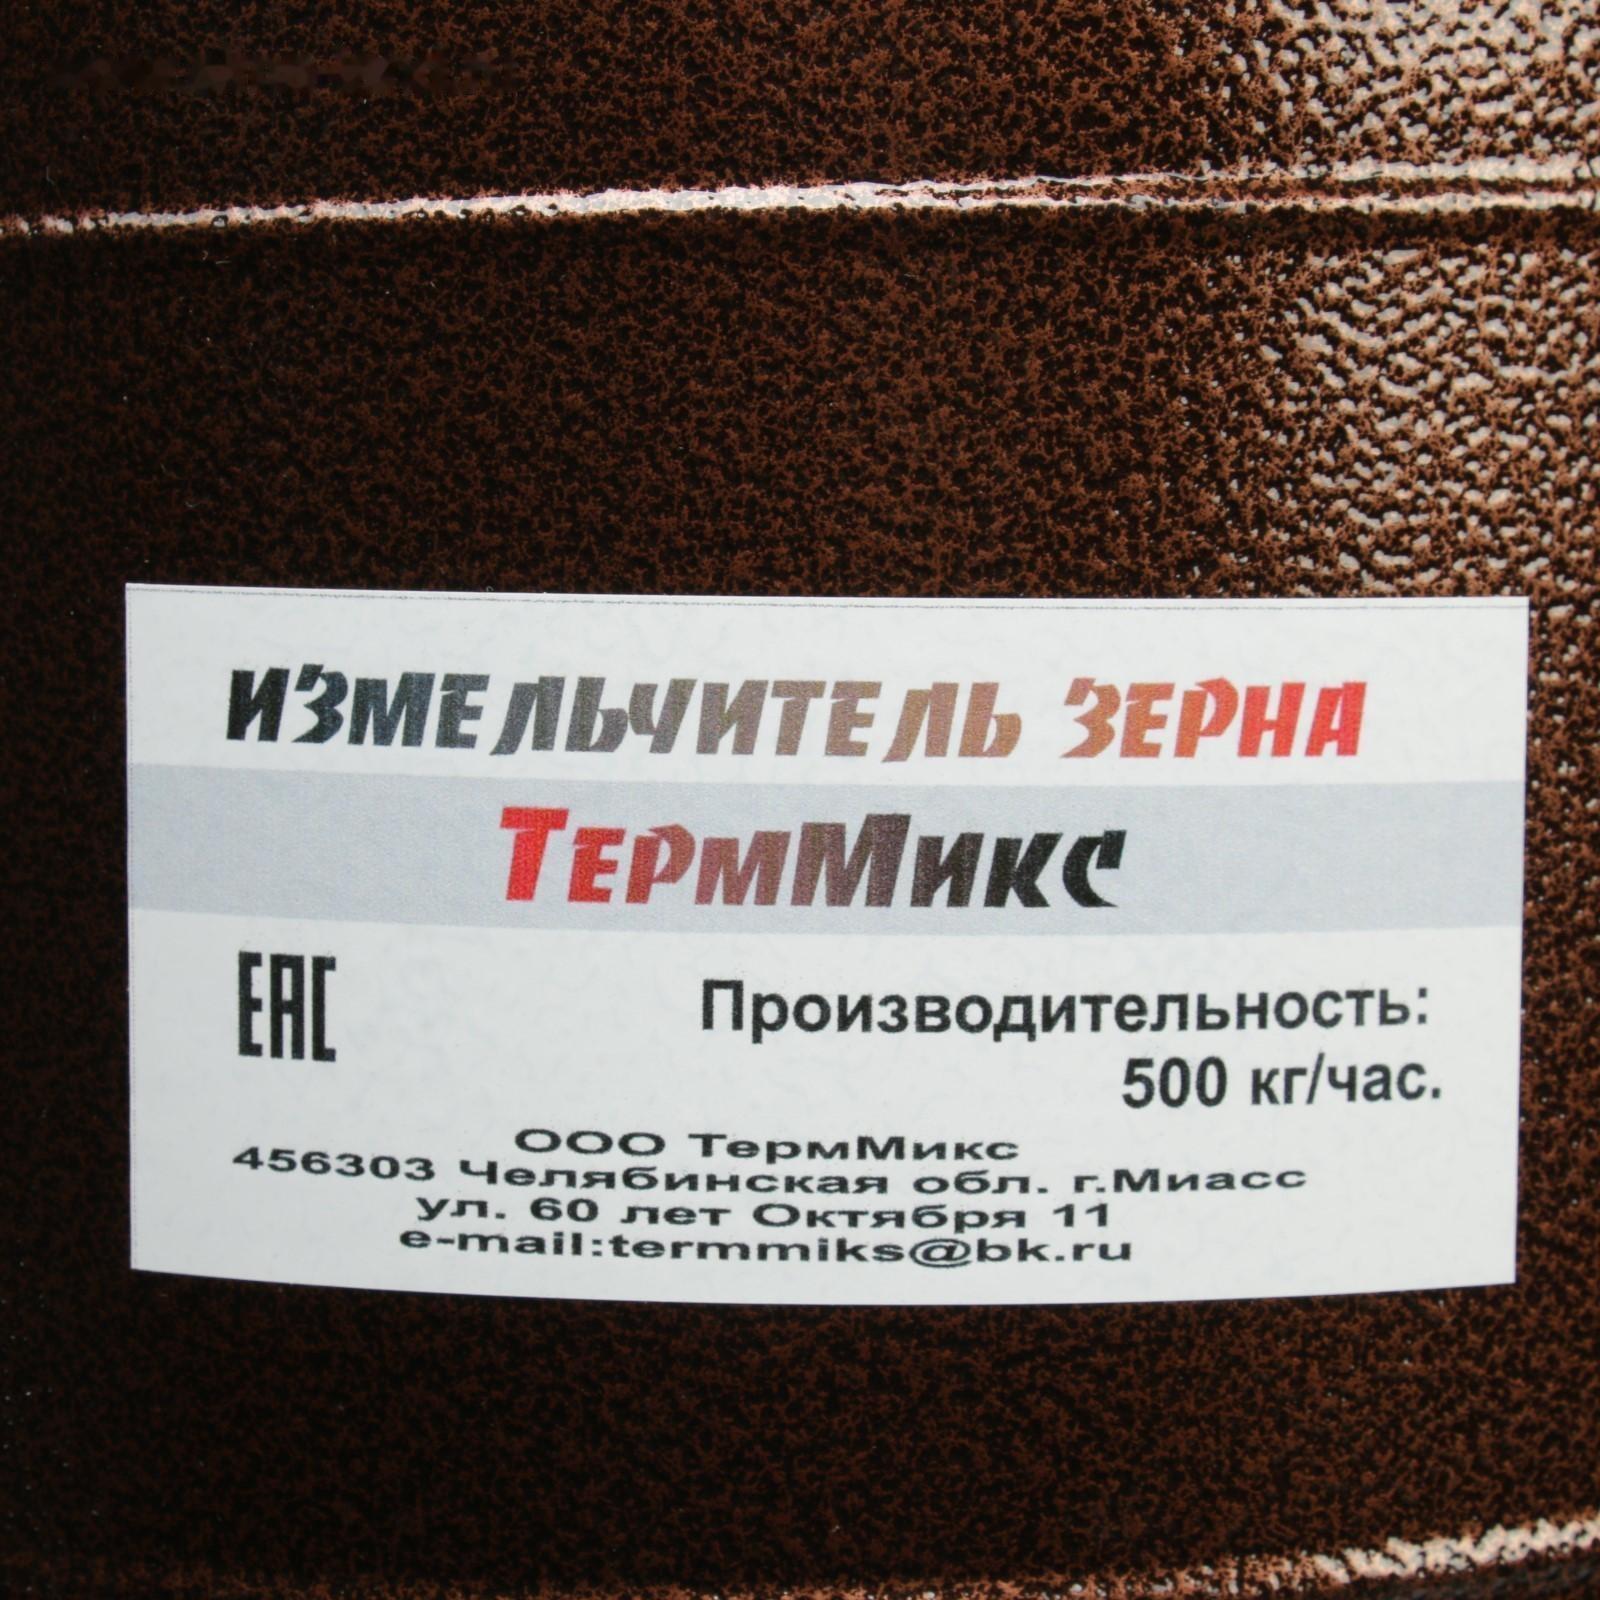 ИЗМЕЛЬЧИТЕЛЬ ЗЕРНА
ТермМикс
EAC
Производительность:
500 кг/час.
ООО ТермМикс
456303 Челябинская обл. г.Миасс
ул. 60 лет Октября 11
e-mail:termmiks@bk.ru